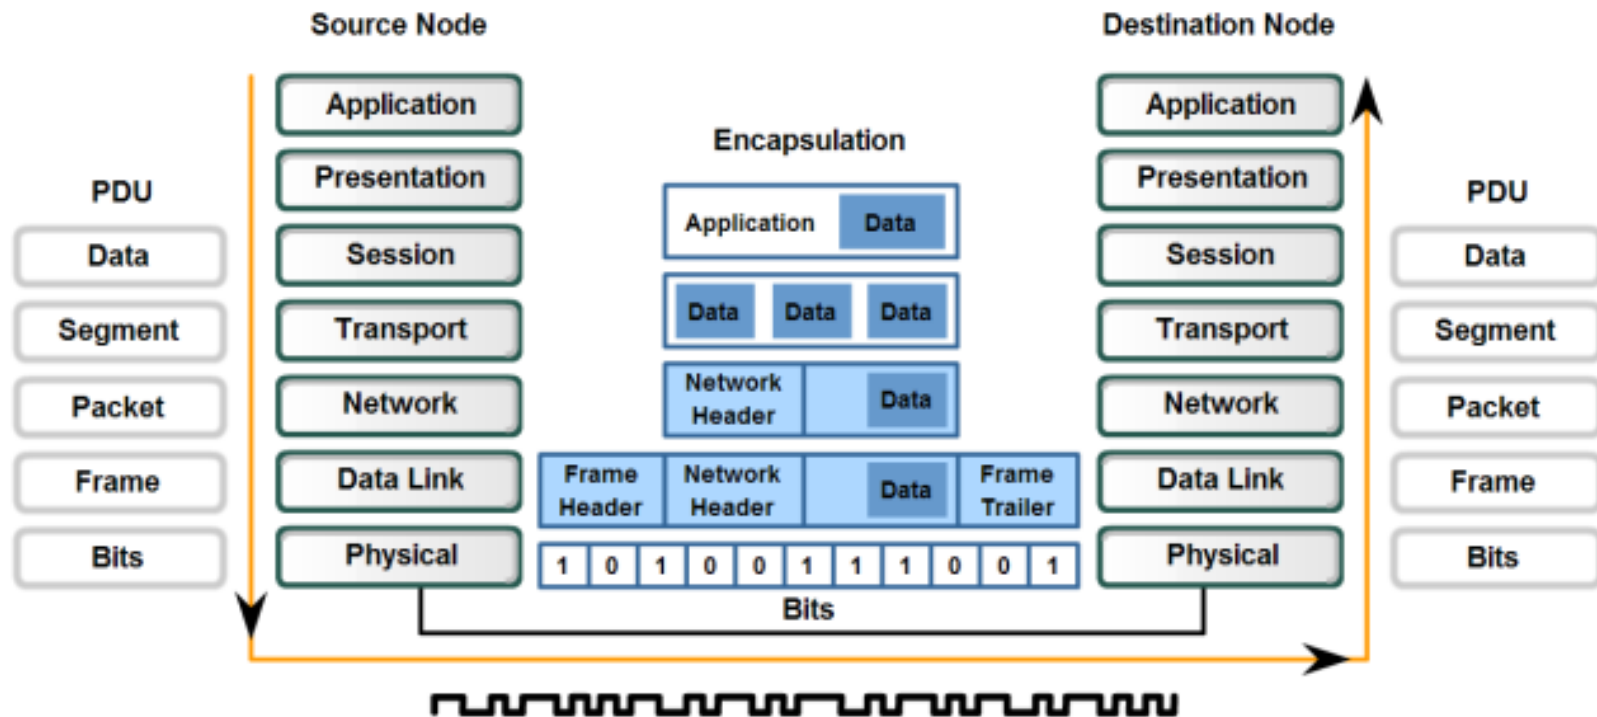 Source Node
Destination Node
Application
Presentation
Session
Transport
Network
Data Link
Physical
PDU
Data
Segment
Packet
Frame
Bits
Encapsulation
Application Data
Data Data Data
Network
Header
Data
Frame
Header
Network
Header
Data
Frame
Trailer
1 0 1 0 0 1 1 1 0 0 1
Bits
Application
Presentation
Session
Transport
Network
Data Link
Physical
PDU
Data
Segment
Packet
Frame
Bits